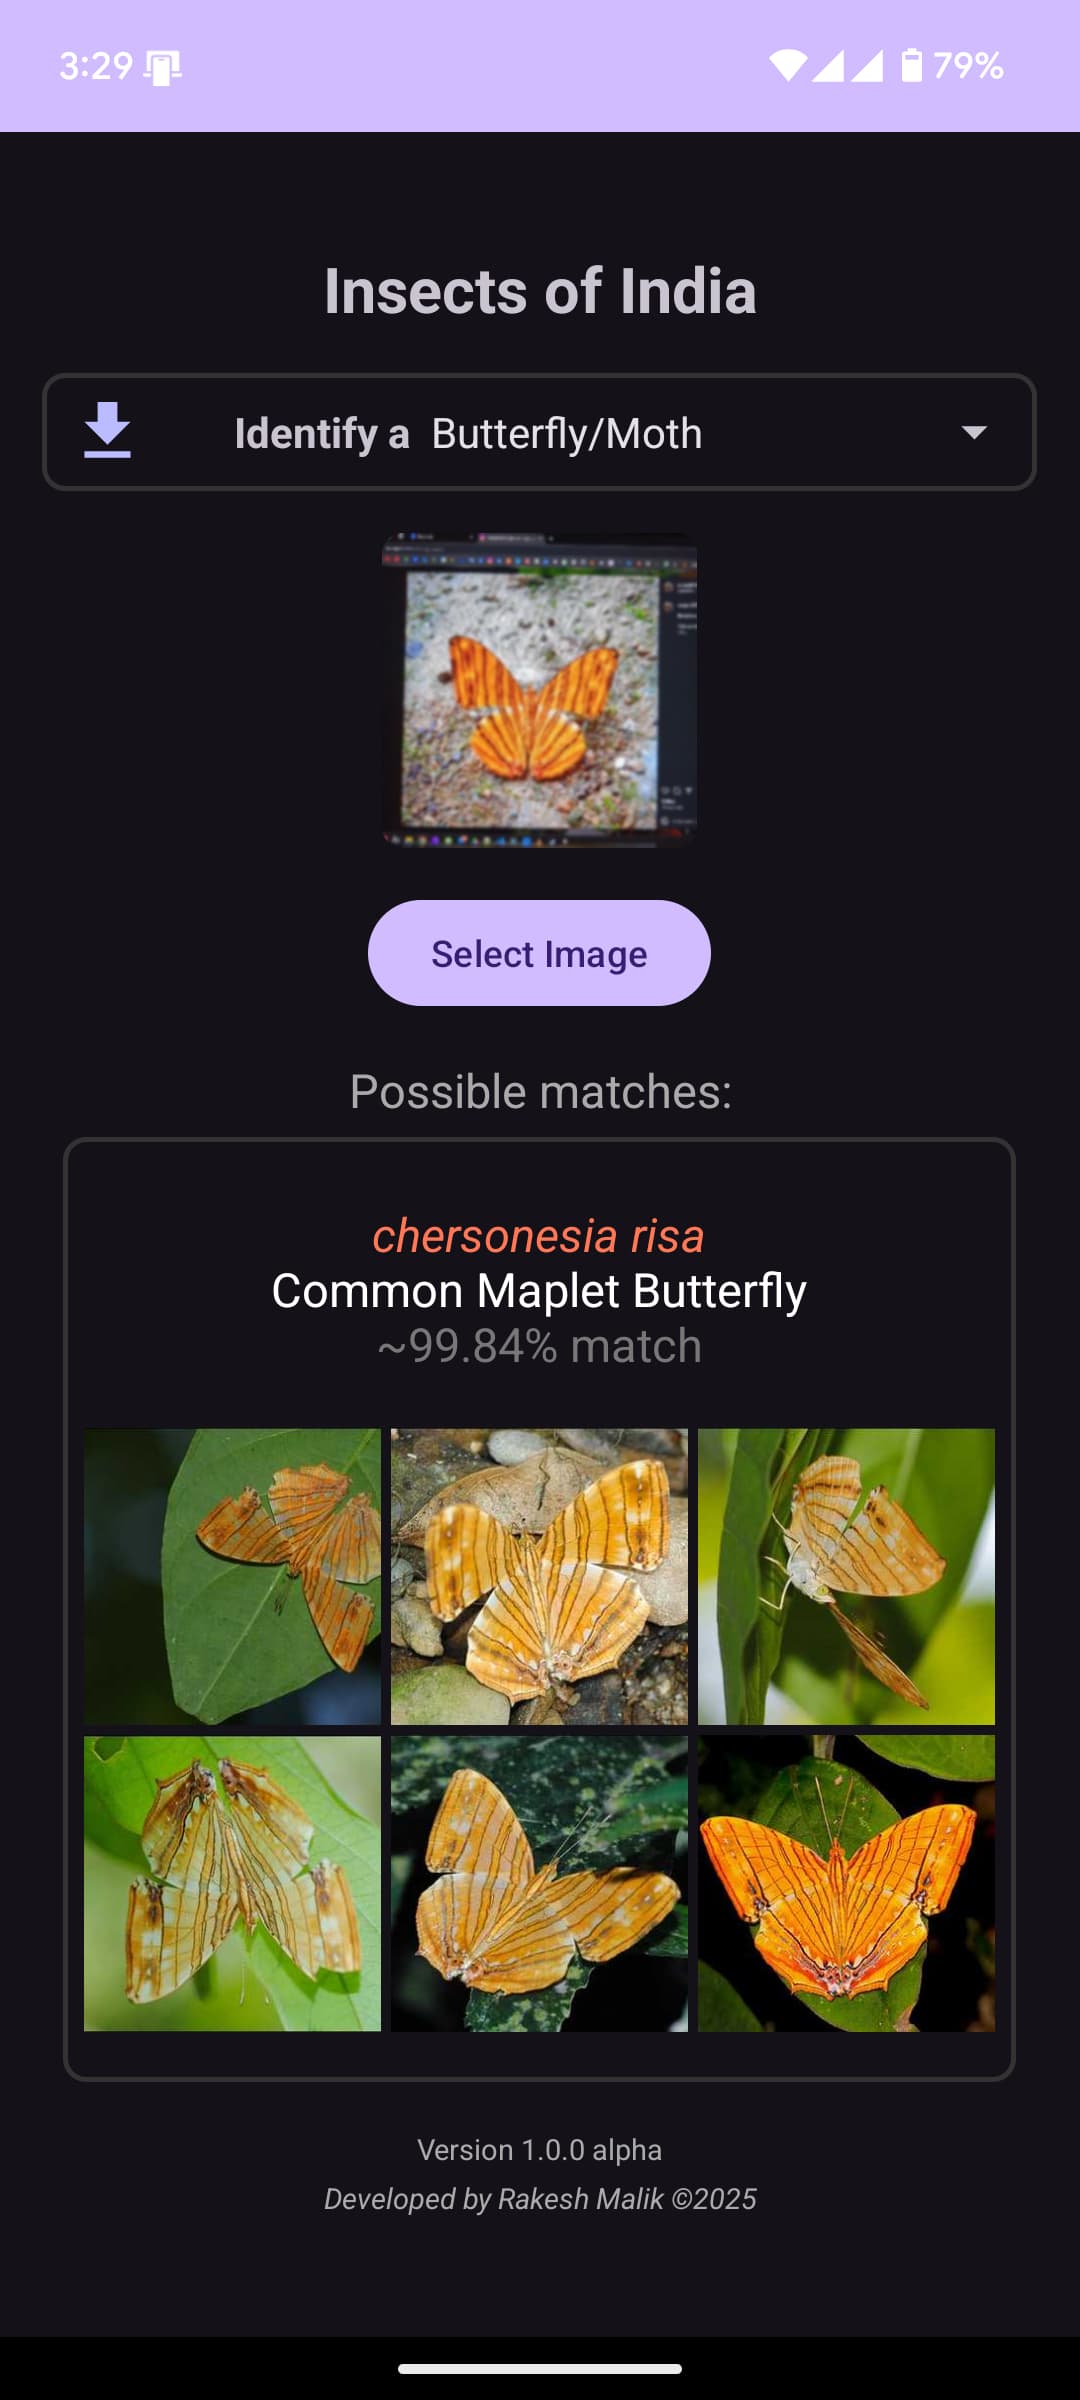 3:29 79%
Insects of India
Identify a Butterfly/Moth
Select Image
Possible matches:
chersonesia risa
Common Maplet Butterfly
~99.84% match
Version 1.0.0 alpha
Developed by Rakesh Malik ©2025